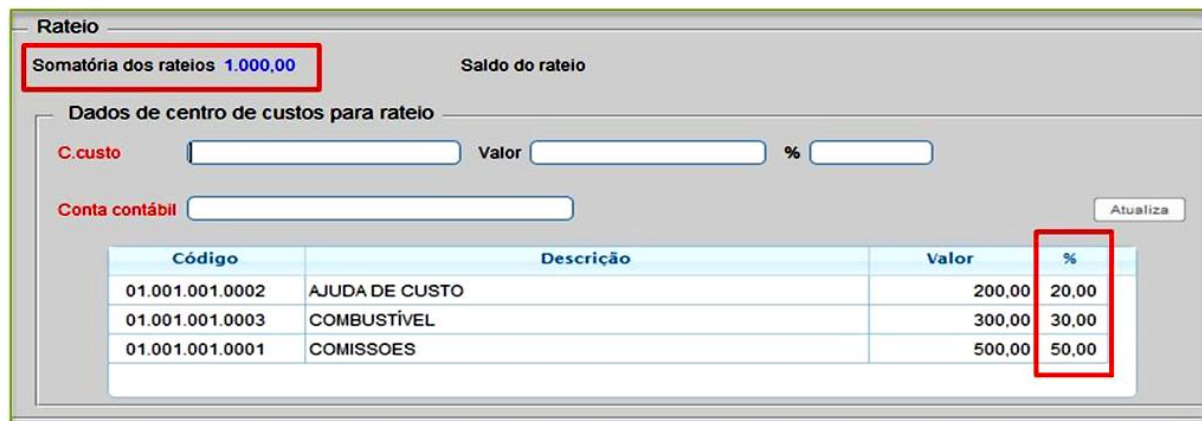 Rateio
Somatória dos rateios 1.000,00 Saldo do rateio
Dados de centro de custos para rateio
C.custo Valor %
Conta contábil Atualiza
Código Descrição Valor %
01.001.001.0002 AJUDA DE CUSTO 200,00 20,00
01.001.001.0003 COMBUSTÍVEL 300,00 30,00
01.001.001.0001 COMISSOES 500,00 50,00